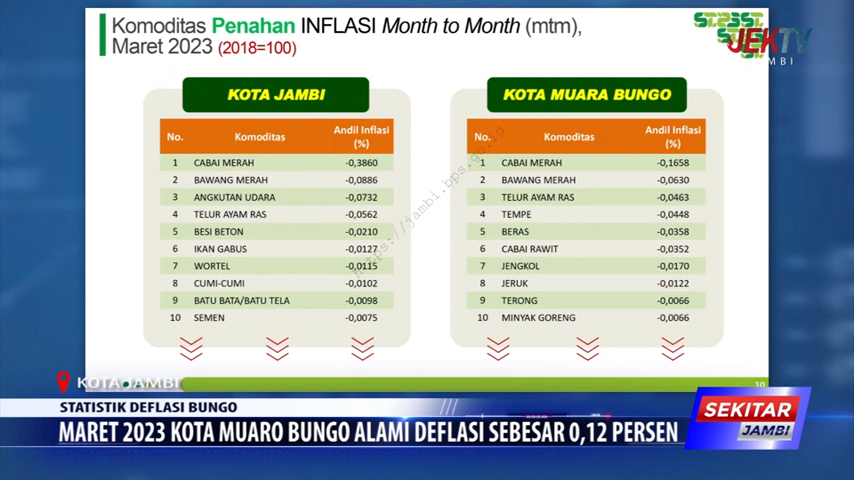 Komoditas Penahan INFLASI Month to Month (mtm),
Maret 2023 (2018=100)
JEKTV
JAMBI
KOTA JAMBI
No. Komoditas Andil Inflasi (%)
1 CABAI MERAH -0,3860
2 BAWANG MERAH -0,0886
3 ANGKUTAN UDARA -0,0732
4 TELUR AYAM RAS -0,0562
5 BESI BETON -0,0210
6 IKAN GABUS -0,0127
7 WORTEL -0,0115
8 CUMI-CUMI -0,0102
9 BATU BATA/BATU TELA -0,0098
10 SEMEN -0,0075
KOTA MUARA BUNGO
No. Komoditas Andil Inflasi (%)
1 CABAI MERAH -0,1658
2 BAWANG MERAH -0,0630
3 TELUR AYAM RAS -0,0463
4 TEMPE -0,0448
5 BERAS -0,0358
6 CABAI RAWIT -0,0352
7 JENGKOL -0,0170
8 JERUK -0,0122
9 TERONG -0,0066
10 MINYAK GORENG -0,0066
https://jambi.bps.go.id
10
KOTA JAMBI
STATISTIK DEFLASI BUNGO
MARET 2023 KOTA MUARO BUNGO ALAMI DEFLASI SEBESAR 0,12 PERSEN
SEKITAR
JAMBI